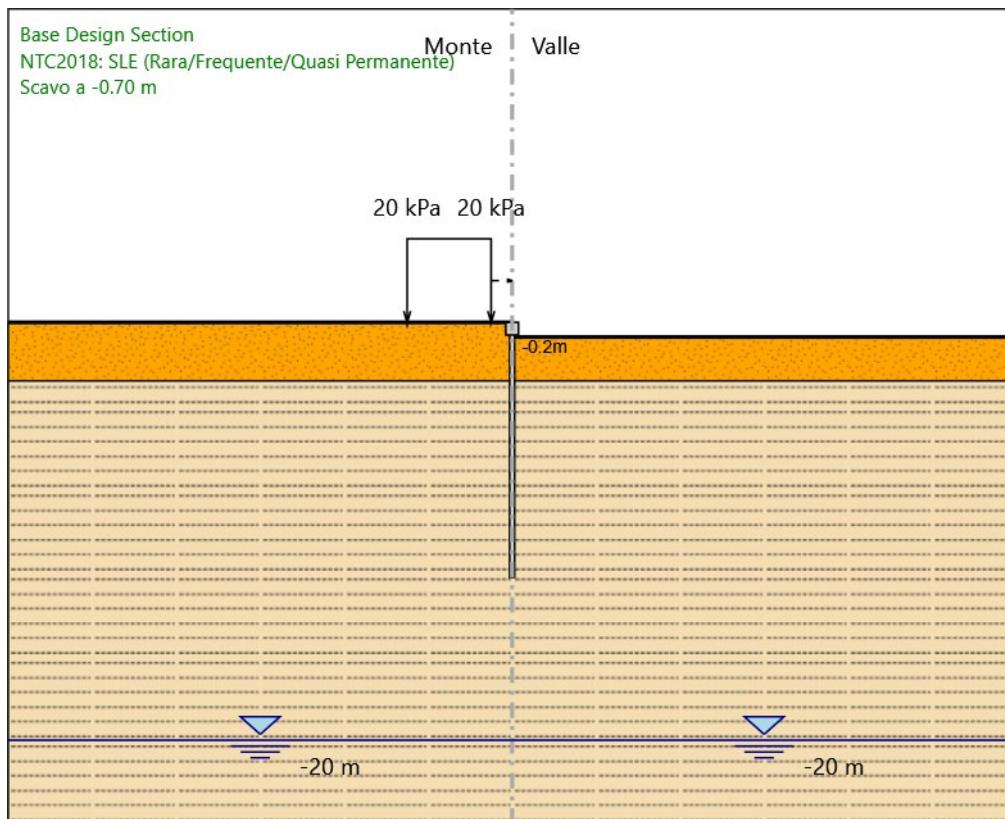 Base Design Section
NTC2018: SLE (Rara/Frequente/Quasi Permanente)
Scavo a -0.70 m
Monte Valle
20 kPa 20 kPa
-0.2m
-20 m -20 m